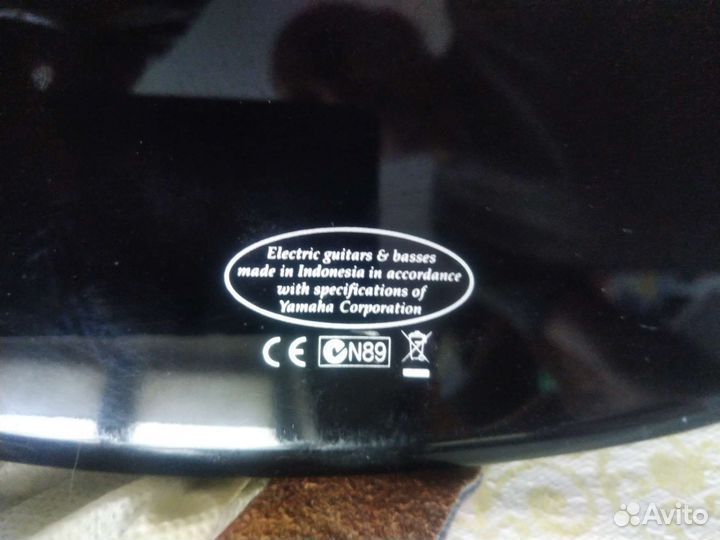 Electric guitars & basses
made in Indonesia in accordance
with specifications of
Yamaha Corporation
CE N89
Avito